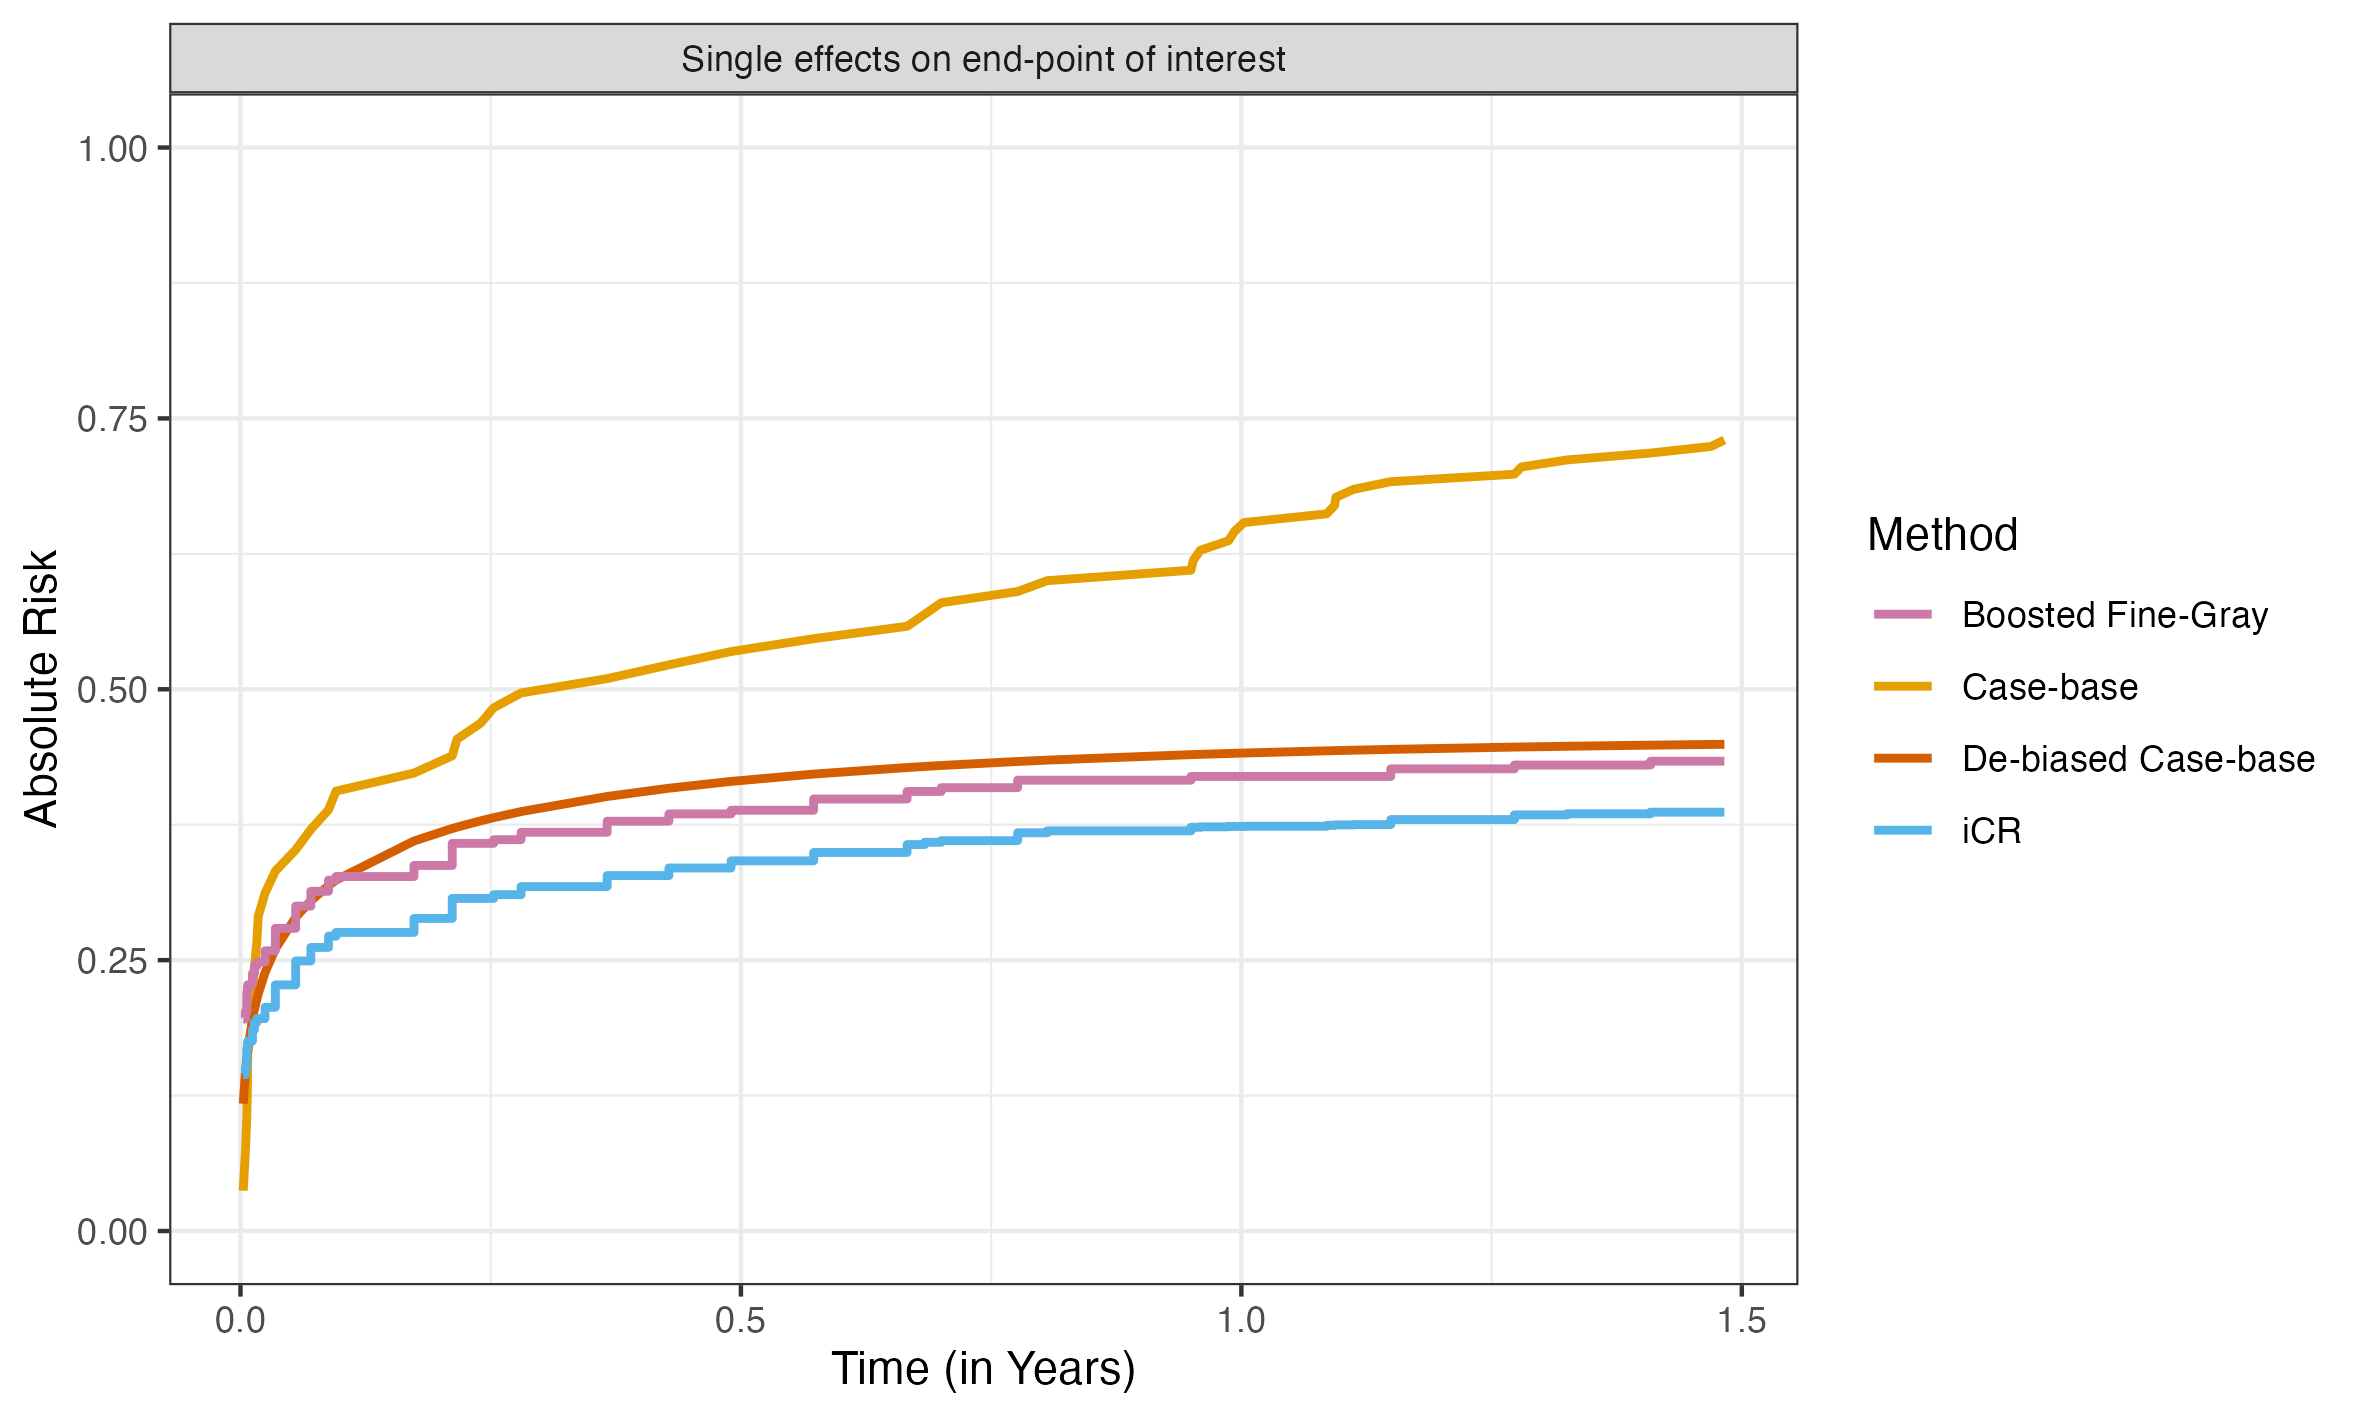 Single effects on end-point of interest
1.00
0.75
0.50
0.25
0.00
Absolute Risk
0.0
0.5
1.0
1.5
Time (in Years)
Method
Boosted Fine-Gray
Case-base
De-biased Case-base
iCR